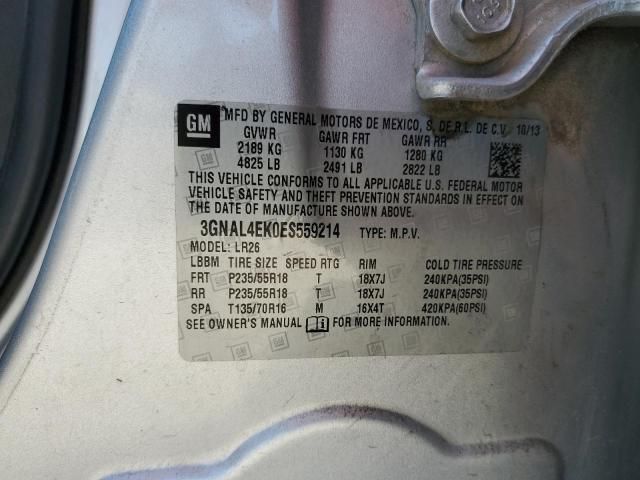 GM
MFD BY GENERAL MOTORS DE MEXICO, S. DE R.L. DE C.V. 10/13
GVWR GAWR FRT GAWR RR
2189 KG 1130 KG 1280 KG
4825 LB 2491 LB 2822 LB
THIS VEHICLE CONFORMS TO ALL APPLICABLE U.S. FEDERAL MOTOR
VEHICLE SAFETY AND THEFT PREVENTION STANDARDS IN EFFECT ON
THE DATE OF MANUFACTURE SHOWN ABOVE.
3GNAL4EK0ES559214 TYPE: M.P.V.
MODEL: LR26
LBBM TIRE SIZE SPEED RTG RIM COLD TIRE PRESSURE
FRT P235/55R18 T 18X7J 240KPA(35PSI)
RR P235/55R18 T 18X7J 240KPA(35PSI)
SPA T135/70R16 M 16X4T 420KPA(60PSI)
SEE OWNER'S MANUAL FOR MORE INFORMATION.